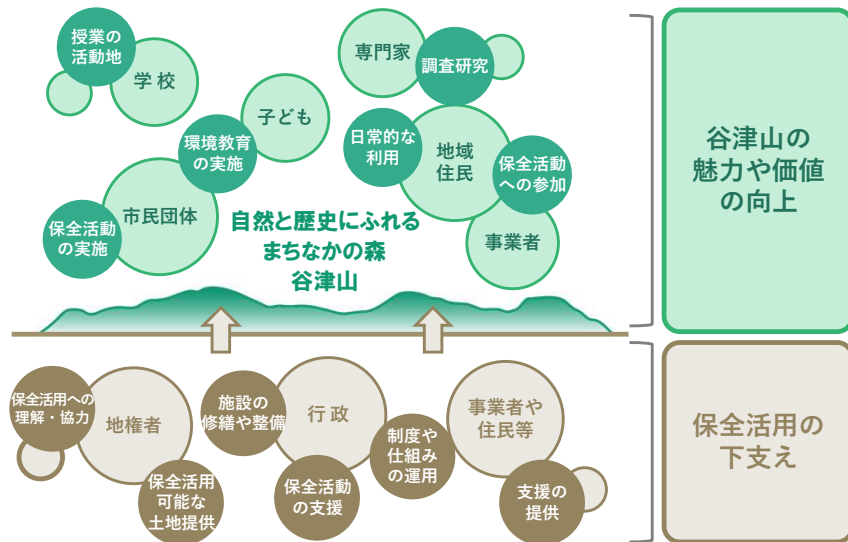 授業の
活動地
学校
専門家
調査研究
子ども
環境教育
の実施
日常的な
利用
地域
住民
保全活動
への参加
市民団体
保全活動
の実施
事業者
自然と歴史にふれる
まちなかの森
谷津山
谷津山の
魅力や価値
の向上
保全活用への
理解・協力
地権者
保全活用
可能な
土地提供
施設の
修繕や整備
行政
保全活動
の支援
制度や
仕組み
の運用
事業者や
住民等
支援の
提供
保全活用の
下支え